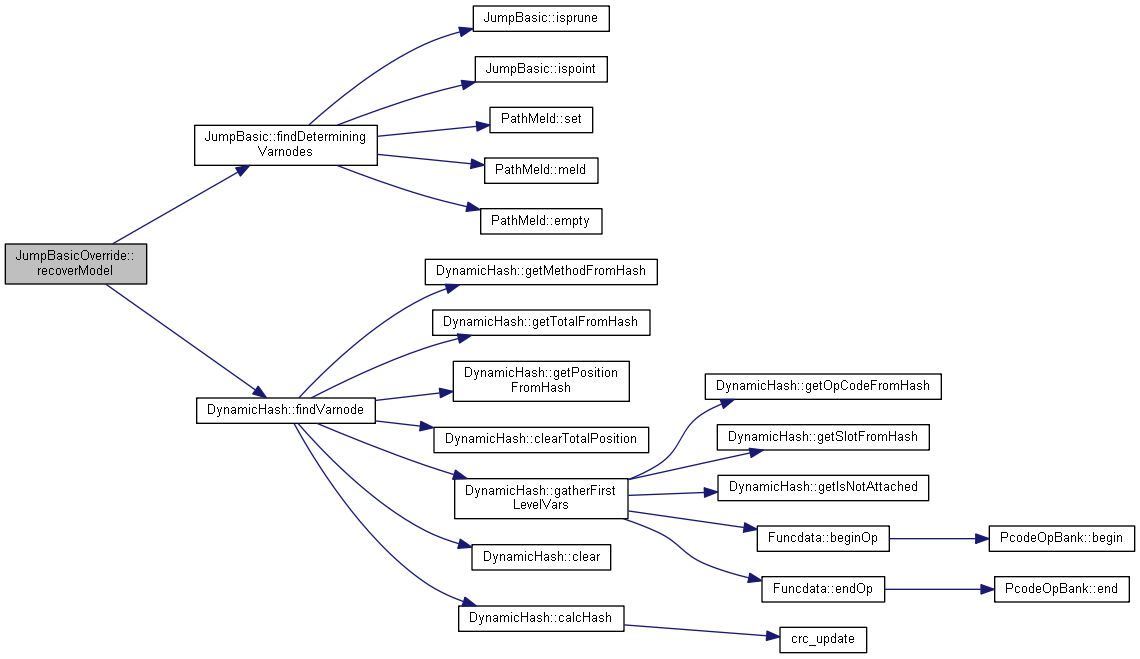 JumpBasic::isprune
JumpBasic::ispoint
PathMeld::set
JumpBasic::findDetermining
Varnodes
PathMeld::meld
PathMeld::empty
JumpBasicOverride::
recoverModel
DynamicHash::getMethodFromHash
DynamicHash::getTotalFromHash
DynamicHash::getPosition
FromHash
DynamicHash::findVarnode
DynamicHash::clearTotalPosition
DynamicHash::gatherFirst
LevelVars
DynamicHash::clear
DynamicHash::calcHash
DynamicHash::getOpCodeFromHash
DynamicHash::getSlotFromHash
DynamicHash::getIsNotAttached
Funcdata::beginOp
PcodeOpBank::begin
Funcdata::endOp
PcodeOpBank::end
crc_update